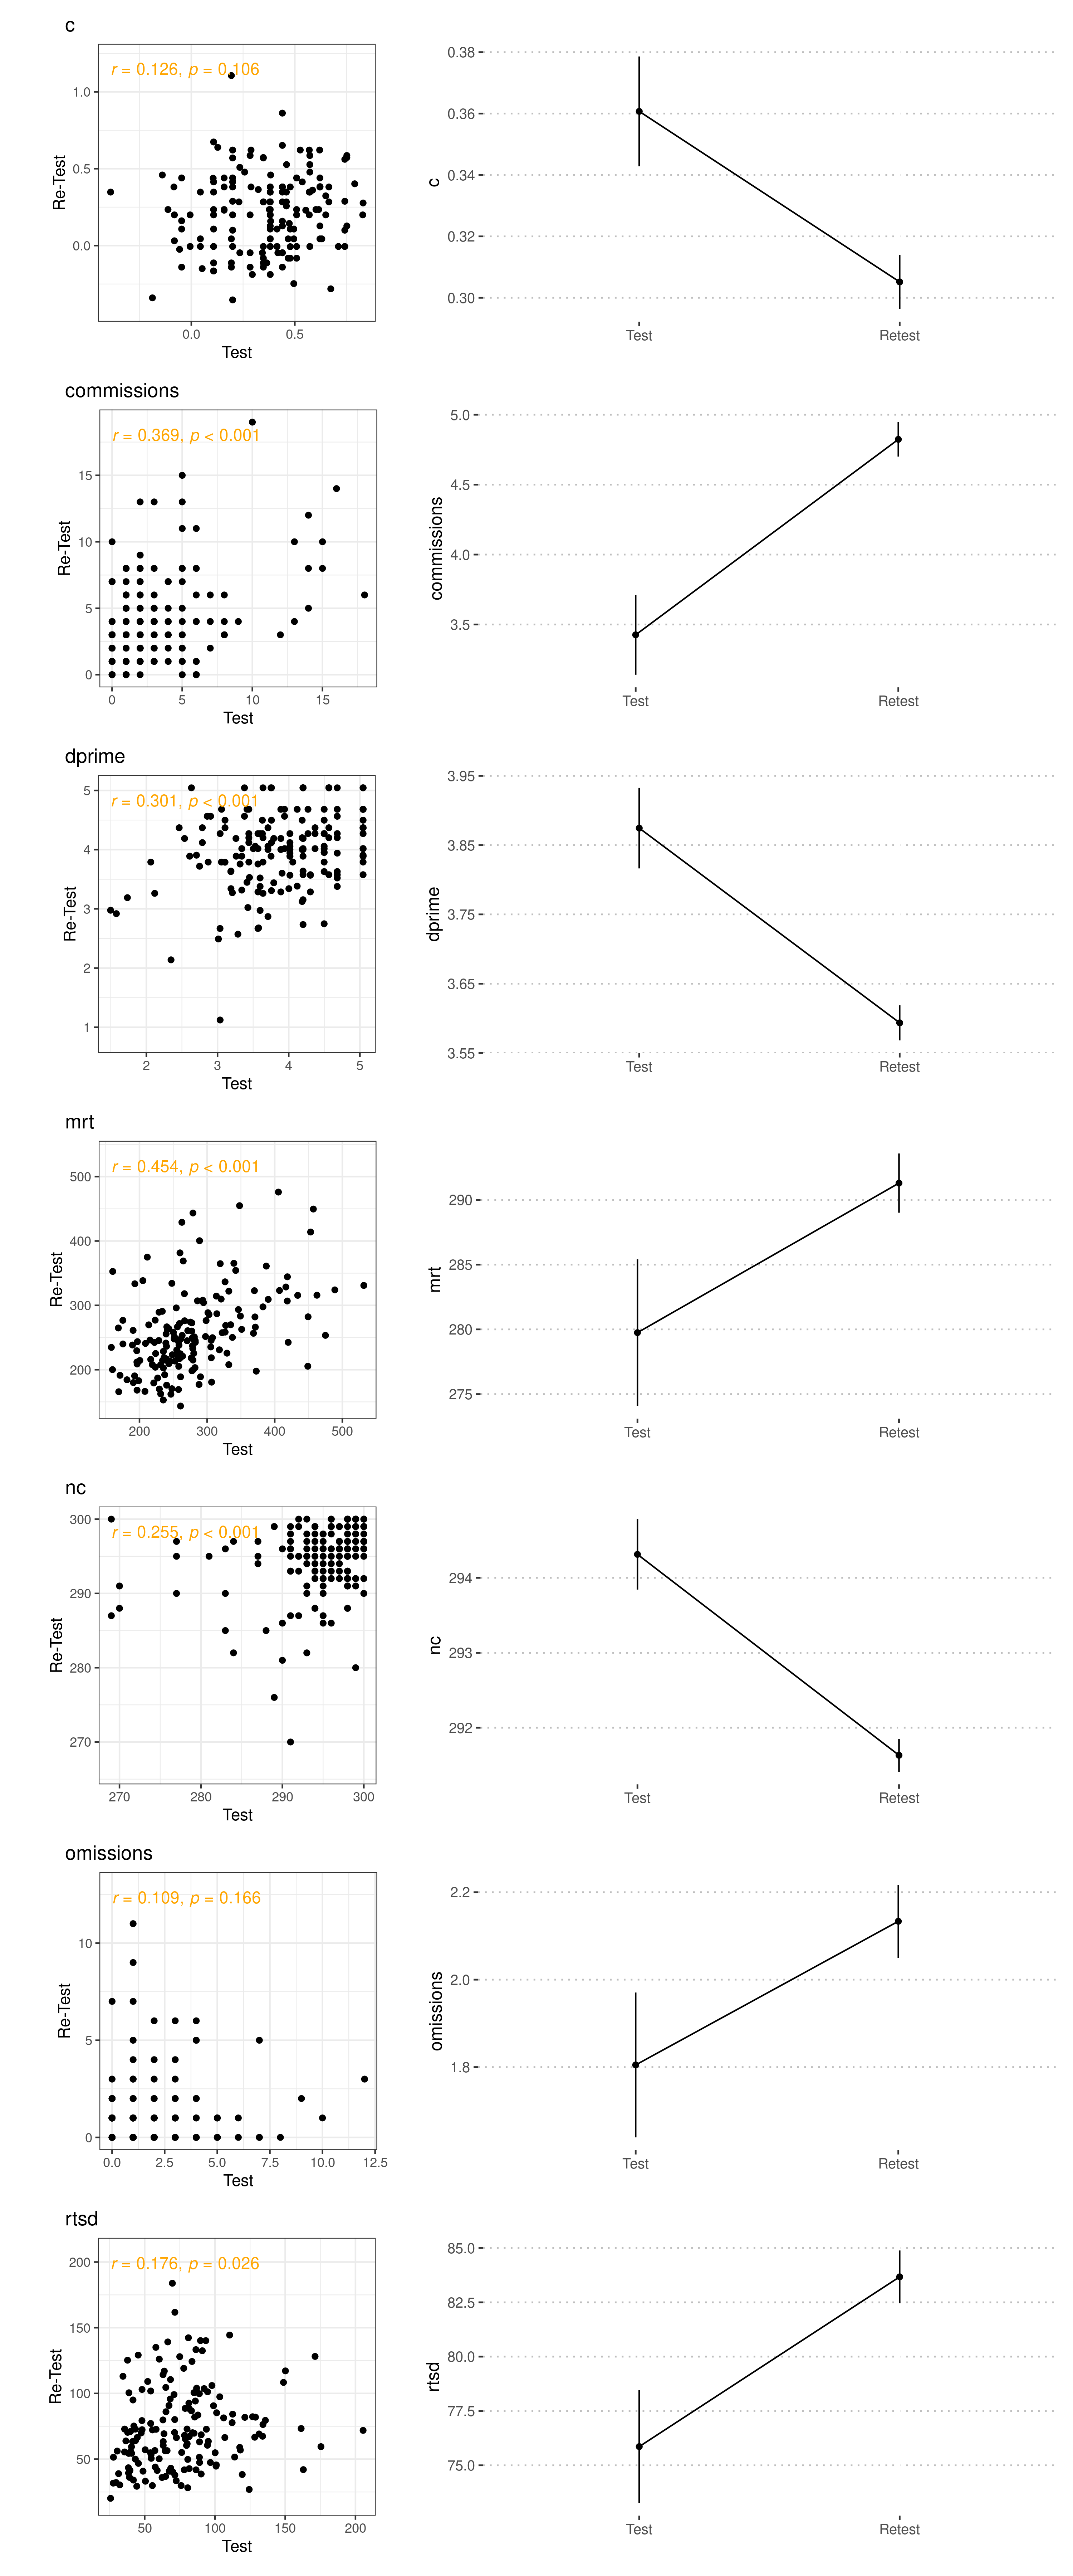 c
r = 0.126, p = 0.106
1.0
0.5
0.0
Re-Test
0.0 0.5
Test
0.38
0.36
0.34
0.32
0.30
c
Test Retest
commissions
r = 0.369, p < 0.001
15
10
5
0
Re-Test
0 5 10 15
Test
5.0
4.5
4.0
3.5
commissions
Test Retest
dprime
r = 0.301, p < 0.001
5
4
3
2
1
Re-Test
2 3 4 5
Test
3.95
3.85
3.75
3.65
3.55
dprime
Test Retest
mrt
r = 0.454, p < 0.001
500
400
300
200
Re-Test
200 300 400 500
Test
290
285
280
275
mrt
Test Retest
nc
r = 0.255, p < 0.001
300
290
280
270
Re-Test
270 280 290 300
Test
294
293
292
nc
Test Retest
omissions
r = 0.109, p = 0.166
10
5
0
Re-Test
0.0 2.5 5.0 7.5 10.0 12.5
Test
2.2
2.0
1.8
omissions
Test Retest
rtsd
r = 0.176, p = 0.026
200
150
100
50
Re-Test
50 100 150 200
Test
85.0
82.5
80.0
77.5
75.0
rtsd
Test Retest